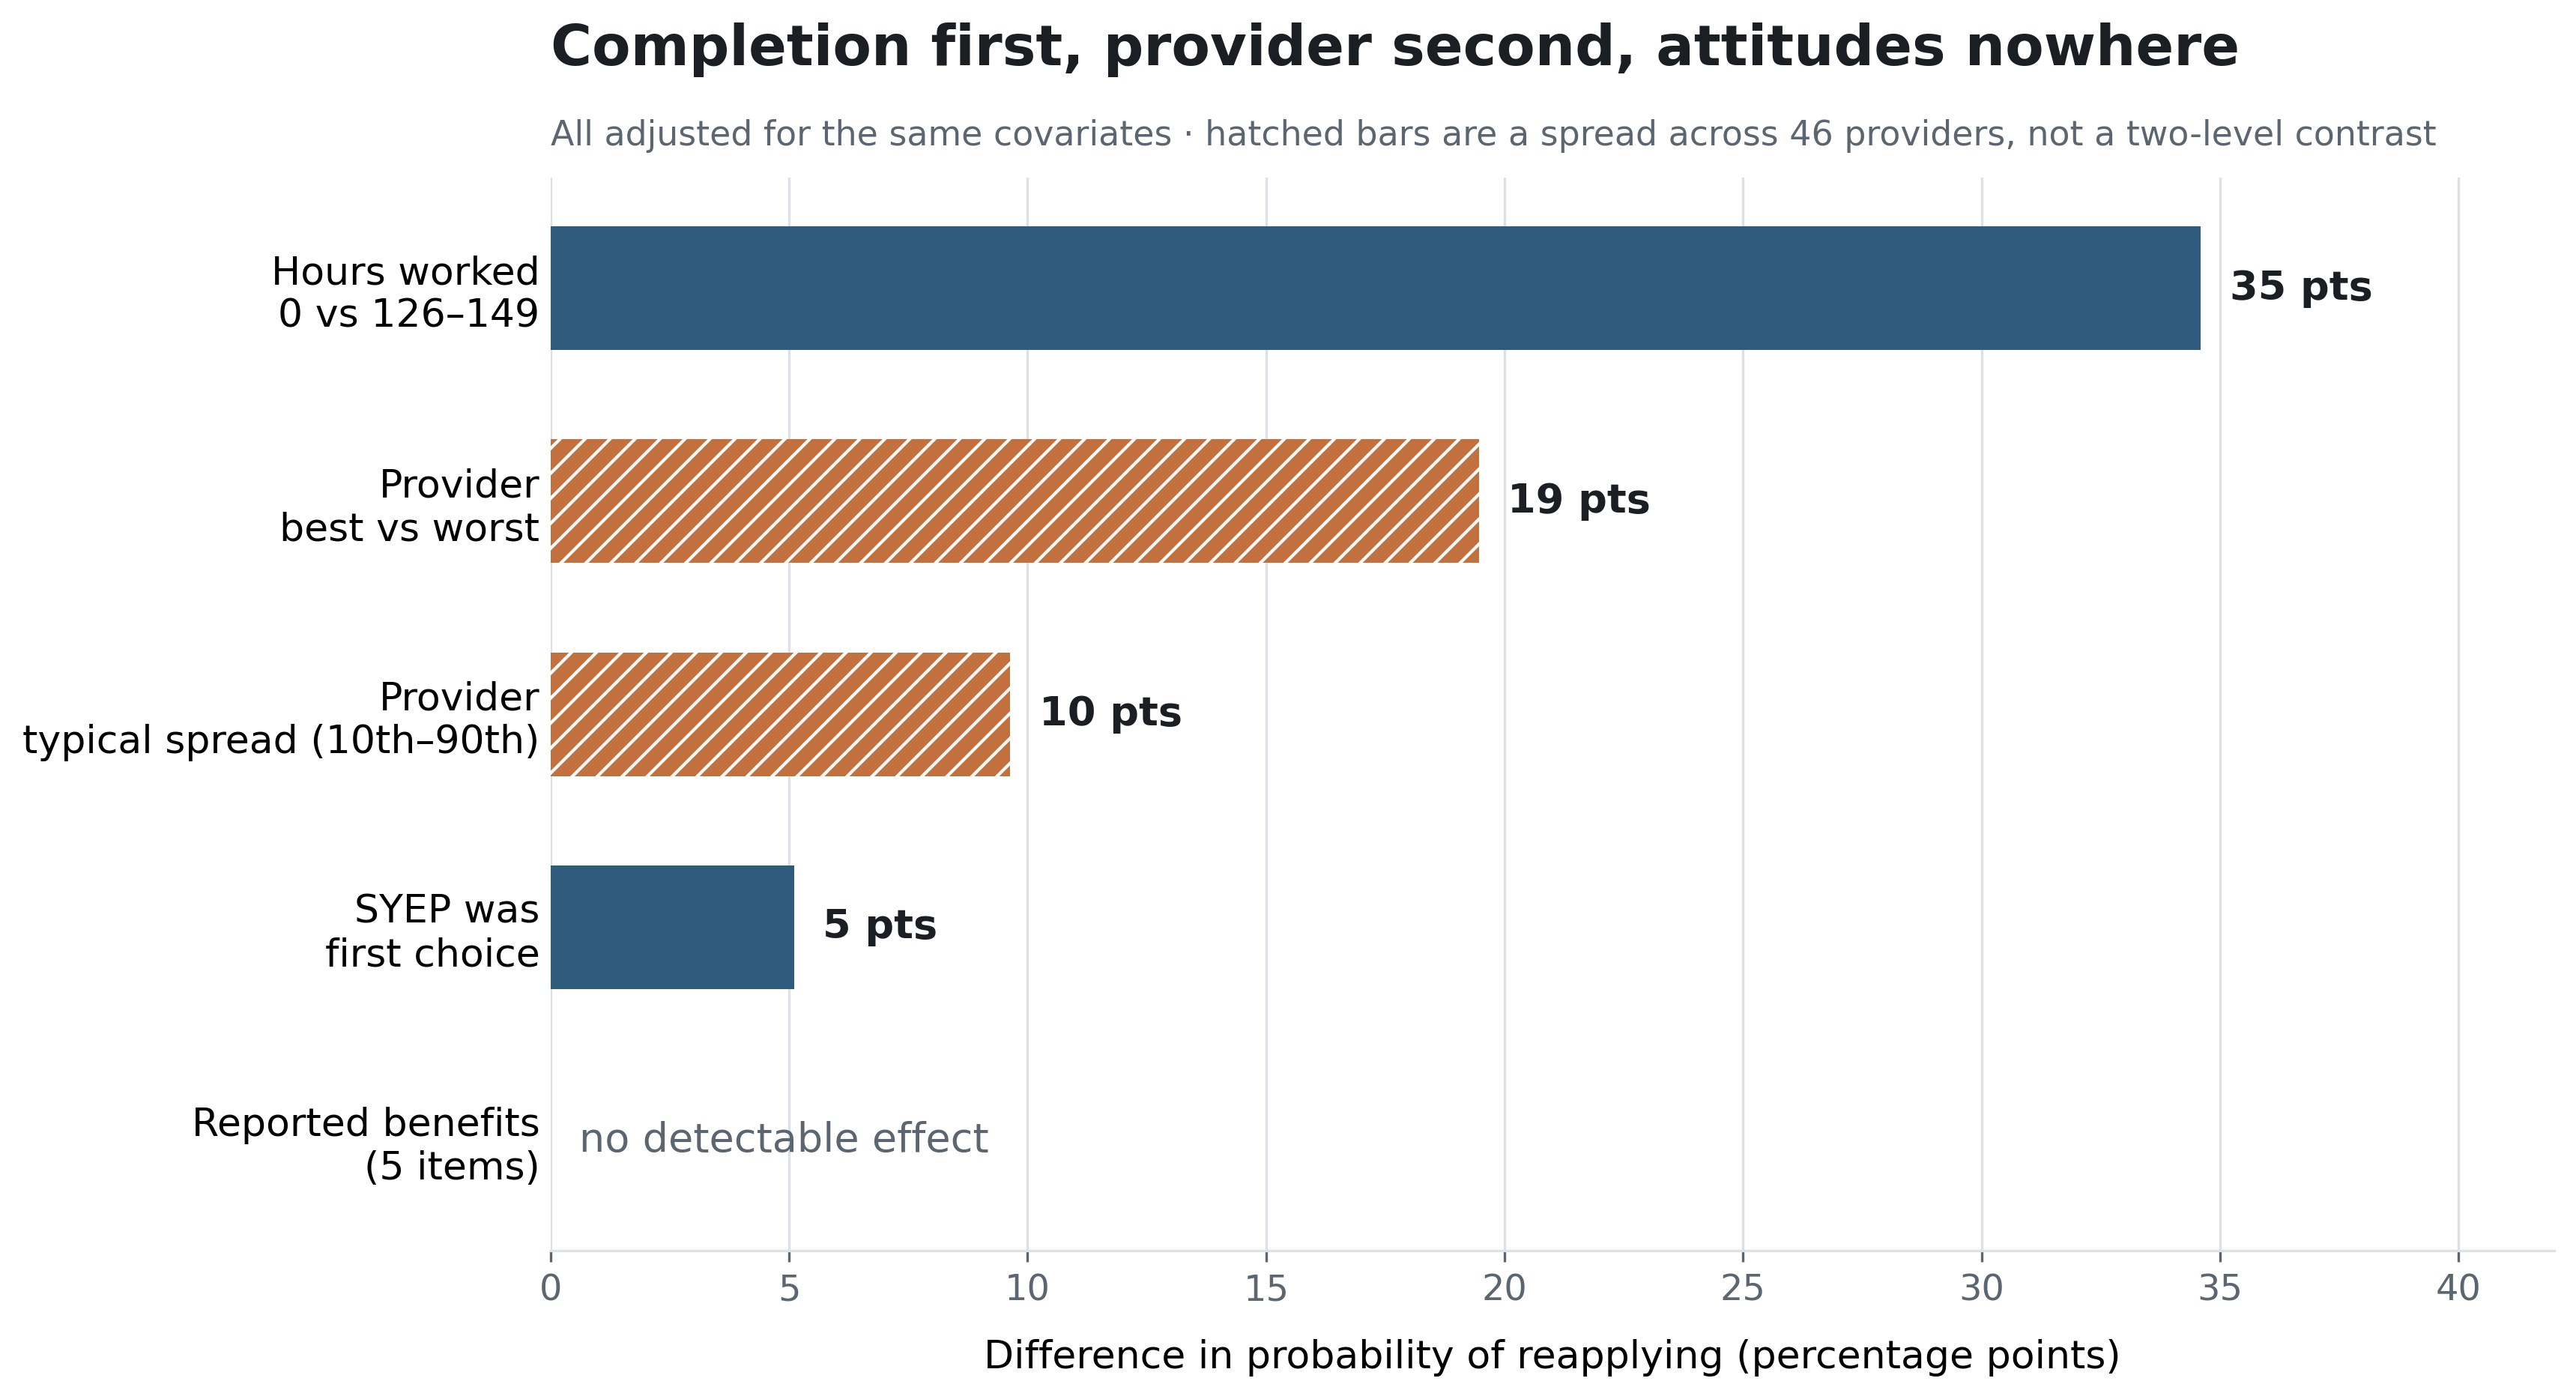 Completion first, provider second, attitudes nowhere
All adjusted for the same covariates · hatched bars are a spread across 46 providers, not a two-level contrast
Hours worked
0 vs 126–149
35 pts
Provider
best vs worst
19 pts
Provider
typical spread (10th–90th)
10 pts
SYEP was
first choice
5 pts
Reported benefits
(5 items)
no detectable effect
0 5 10 15 20 25 30 35 40
Difference in probability of reapplying (percentage points)